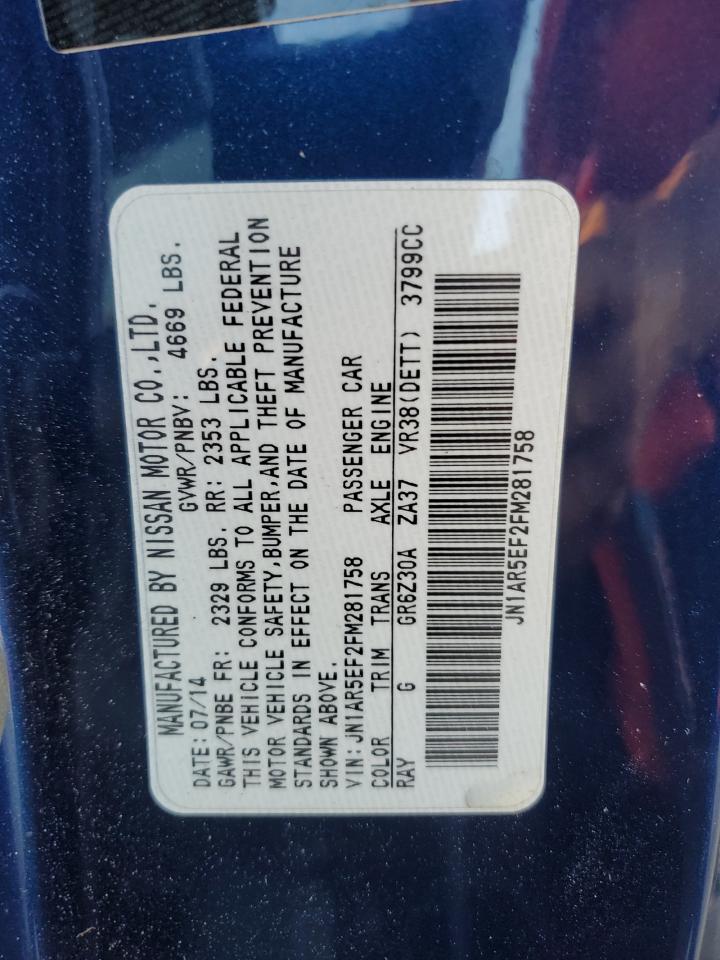 MANUFACTURED BY NISSAN MOTOR CO.,LTD.
DATE: 07/14 GVWR/PNBV: 4669 LBS.
GAWR/PNBE FR: 2329 LBS. RR: 2353 LBS.
THIS VEHICLE CONFORMS TO ALL APPLICABLE FEDERAL
MOTOR VEHICLE SAFETY,BUMPER,AND THEFT PREVENTION
STANDARDS IN EFFECT ON THE DATE OF MANUFACTURE
SHOWN ABOVE.
VIN:JN1AR5EF2FM281758 PASSENGER CAR
COLOR TRIM TRANS AXLE ENGINE
RAY G GR6Z30A ZA37 VR38(DETT) 3799CC
JN1AR5EF2FM281758